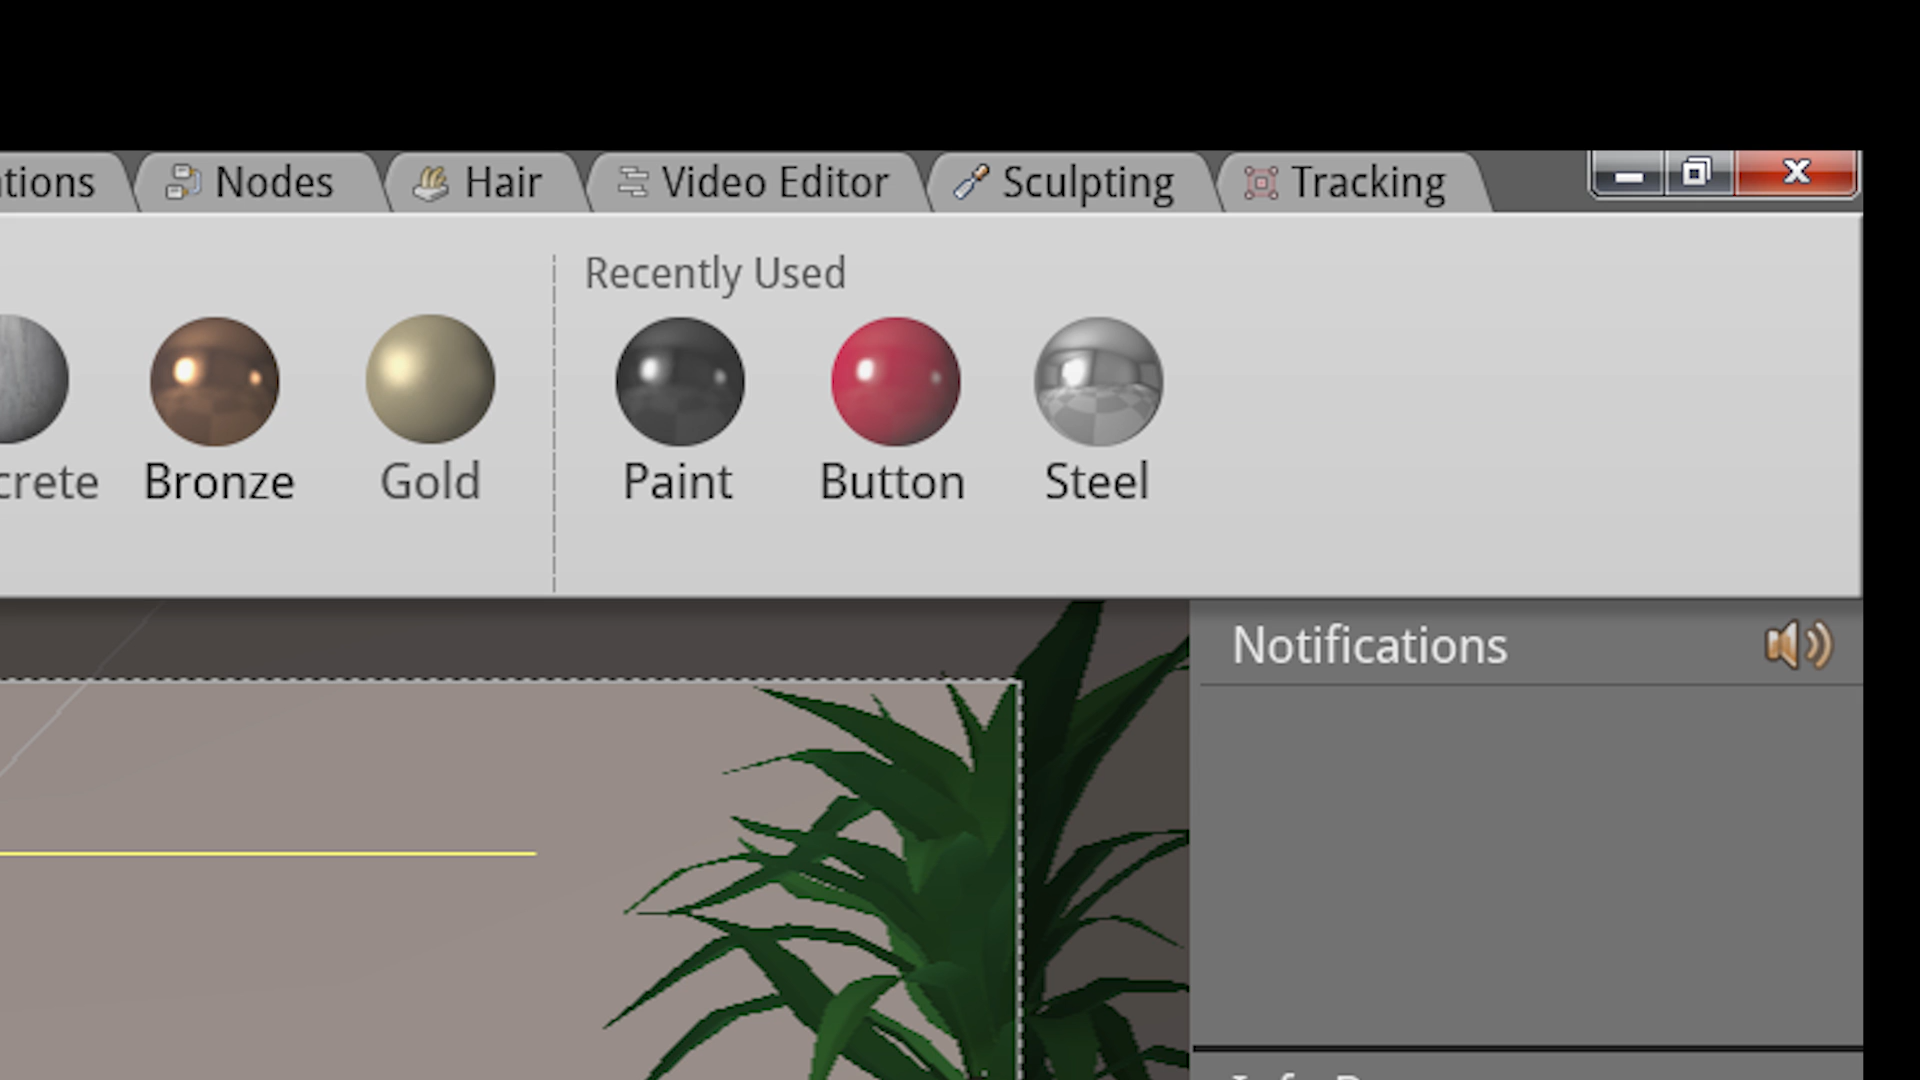 tions Nodes Hair Video Editor Sculpting Tracking
Recently Used
crete Bronze Gold Paint Button Steel
Notifications